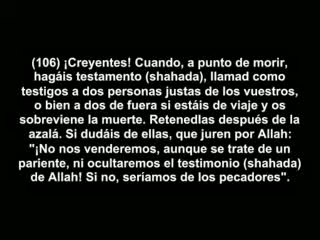 (106) ¡Creyentes! Cuando, a punto de morir,
hagáis testamento (shahada), llamad como
testigos a dos personas justas de los vuestros,
o bien a dos de fuera si estáis de viaje y os
sobreviene la muerte. Retenedlas después de la
azalá. Si dudáis de ellas, que juren por Allah:
"¡No nos venderemos, aunque se trate de un
pariente, ni ocultaremos el testimonio (shahada)
de Allah! Si no, seríamos de los pecadores".